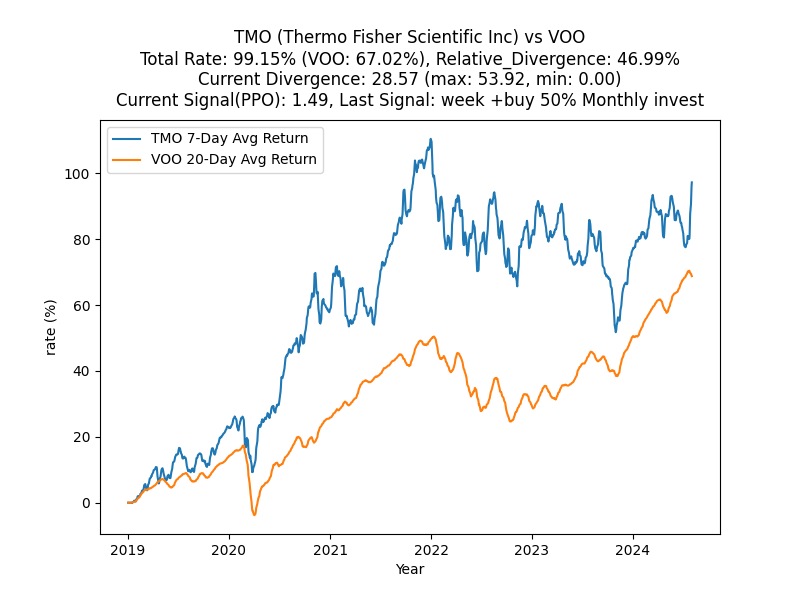 TMO (Thermo Fisher Scientific Inc) vs VOO
Total Rate: 99.15% (VOO: 67.02%), Relative_Divergence: 46.99%
Current Divergence: 28.57 (max: 53.92, min: 0.00)
Current Signal(PPO): 1.49, Last Signal: week +buy 50% Monthly invest
TMO 7-Day Avg Return
VOO 20-Day Avg Return
100
80
60
40
20
0
rate (%)
2019 2020 2021 2022 2023 2024
Year